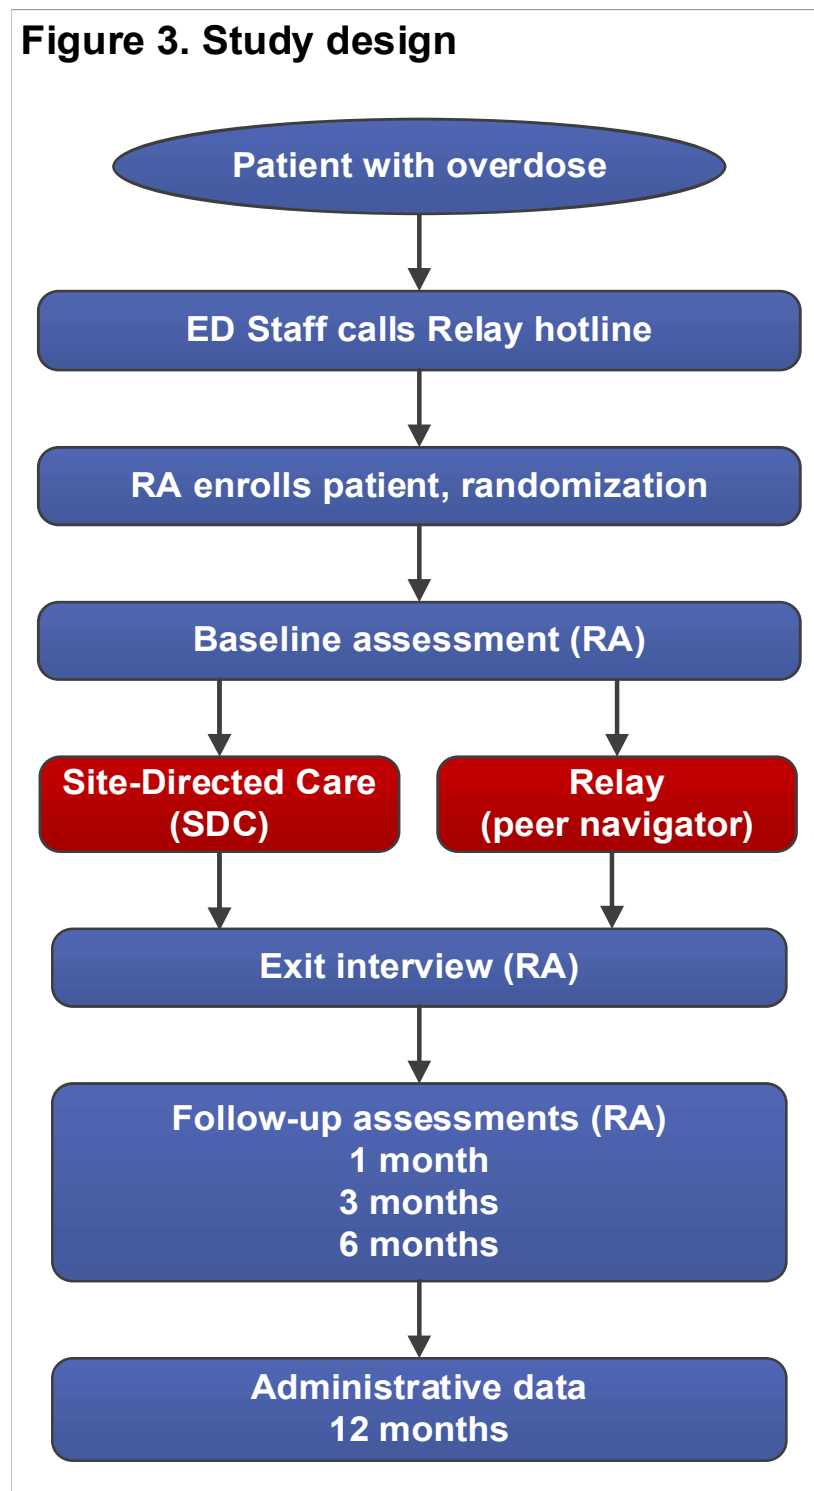 Figure 3. Study design
Patient with overdose
ED Staff calls Relay hotline
RA enrolls patient, randomization
Baseline assessment (RA)
Site-Directed Care
(SDC)
Relay
(peer navigator)
Exit interview (RA)
Follow-up assessments (RA)
1 month
3 months
6 months
Administrative data
12 months